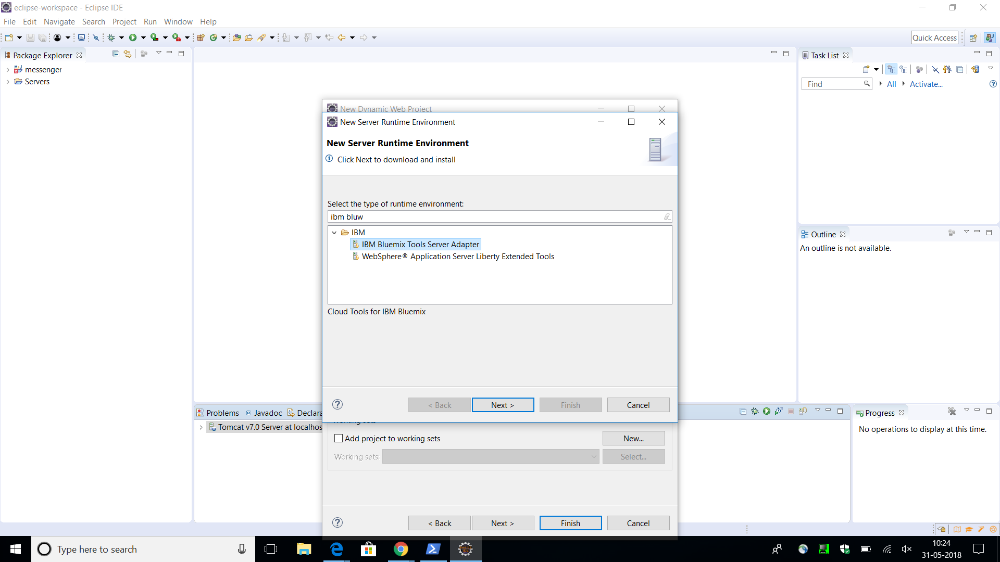 eclipse-workspace - Eclipse IDE
File Edit Navigate Search Project Run Window Help
Quick Access
Package Explorer
messenger
Servers
Task List
Find
All
Activate...
New Dynamic Web Project
New Server Runtime Environment
New Server Runtime Environment
Click Next to download and install
Select the type of runtime environment:
ibm bluw
IBM
IBM Bluemix Tools Server Adapter
WebSphere® Application Server Liberty Extended Tools
Cloud Tools for IBM Bluemix
< Back Next > Finish Cancel
Outline
An outline is not available.
Problems @ Javadoc Declara
Tomcat v7.0 Server at localhos
Working sets
Add project to working sets New...
Working sets: Select...
< Back Next > Finish Cancel
Progress
No operations to display at this time.
Type here to search
10:24
31-05-2018